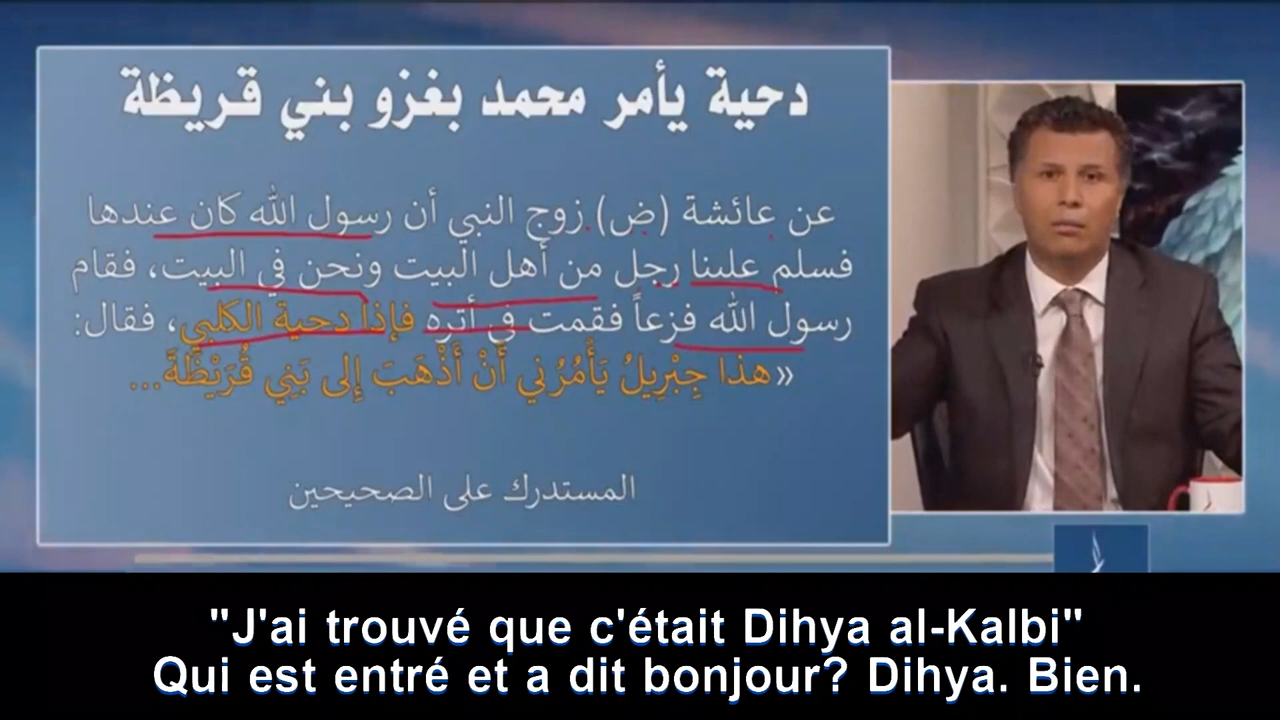 دحية يأمر محمد بغزو بني قريظة
عن عائشة (ض) زوج النبي أن رسول الله كان عندها
فسلم علينا رجل من أهل البيت ونحن في البيت، فقام
رسول الله فزعاً فقمت في أثره فإذا دحية الكلبي، فقال:
«هذا جِبْرِيلُ يَأْمُرُني أَنْ أَذْهَبَ إِلى بَنِي قُرَيْظَةَ...
المستدرك على الصحيحين
"J'ai trouvé que c'était Dihya al-Kalbi"
Qui est entré et a dit bonjour? Dihya. Bien.